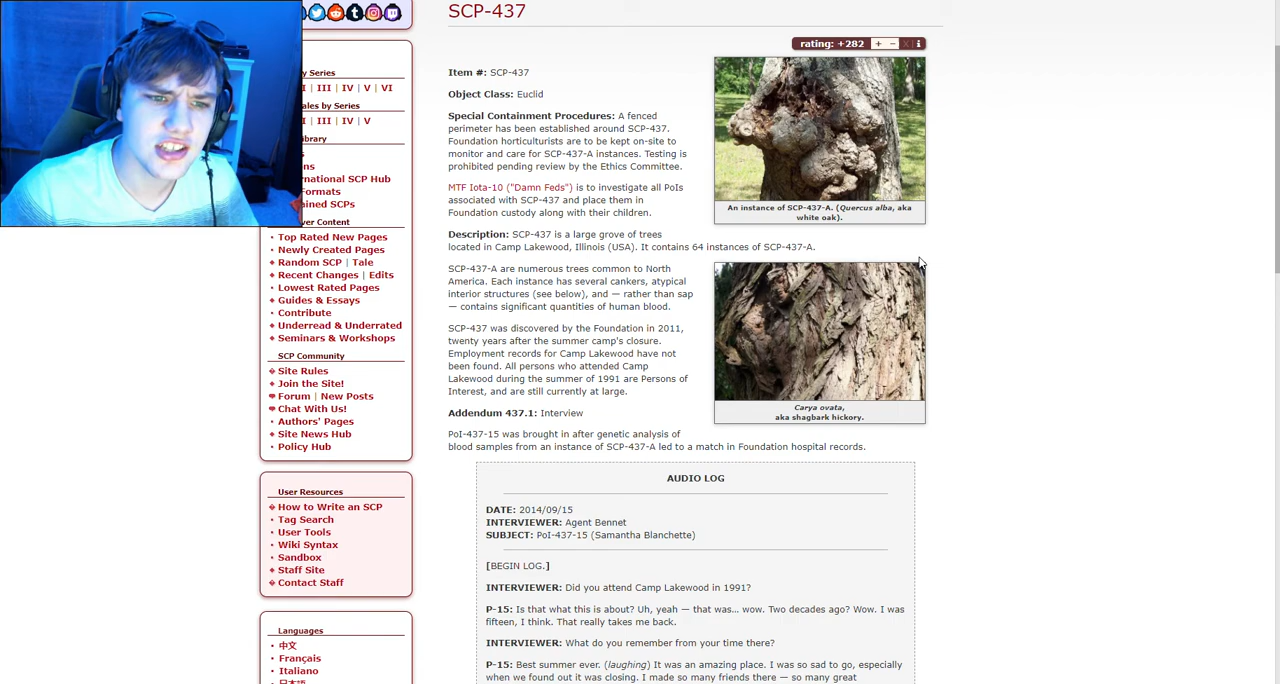 SCP-437
rating: +282 + − X i
y Series
I | III | IV | V | VI
ales by Series
I | III | IV | V
ibrary
s
ons
rnational SCP Hub
Formats
ained SCPs
ver Content
Top Rated New Pages
Newly Created Pages
Random SCP | Tale
Recent Changes | Edits
Lowest Rated Pages
Guides & Essays
Contribute
Underread & Underrated
Seminars & Workshops
SCP Community
Site Rules
Join the Site!
Forum | New Posts
Chat With Us!
Authors' Pages
Site News Hub
Policy Hub
User Resources
How to Write an SCP
Tag Search
User Tools
Wiki Syntax
Sandbox
Staff Site
Contact Staff
Languages
中文
Français
Italiano
日本語
Item #: SCP-437
Object Class: Euclid
Special Containment Procedures: A fenced
perimeter has been established around SCP-437.
Foundation horticulturists are to be kept on-site to
monitor and care for SCP-437-A instances. Testing is
prohibited pending review by the Ethics Committee.
MTF Iota-10 ("Damn Feds") is to investigate all PoIs
associated with SCP-437 and place them in
Foundation custody along with their children.
An instance of SCP-437-A. (Quercus alba, aka
white oak).
Description: SCP-437 is a large grove of trees
located in Camp Lakewood, Illinois (USA). It contains 64 instances of SCP-437-A.
SCP-437-A are numerous trees common to North
America. Each instance has several cankers, atypical
interior structures (see below), and — rather than sap
— contains significant quantities of human blood.
SCP-437 was discovered by the Foundation in 2011,
twenty years after the summer camp's closure.
Employment records for Camp Lakewood have not
been found. All persons who attended Camp
Lakewood during the summer of 1991 are Persons of
Interest, and are still currently at large.
Carya ovata,
aka shagbark hickory.
Addendum 437.1: Interview
PoI-437-15 was brought in after genetic analysis of
blood samples from an instance of SCP-437-A led to a match in Foundation hospital records.
AUDIO LOG
DATE: 2014/09/15
INTERVIEWER: Agent Bennet
SUBJECT: PoI-437-15 (Samantha Blanchette)
[BEGIN LOG.]
INTERVIEWER: Did you attend Camp Lakewood in 1991?
P-15: Is that what this is about? Uh, yeah — that was… wow. Two decades ago? Wow. I was
fifteen, I think. That really takes me back.
INTERVIEWER: What do you remember from your time there?
P-15: Best summer ever. (laughing) It was an amazing place. I was so sad to go, especially
when we found out it was closing. I made so many friends there — so many great